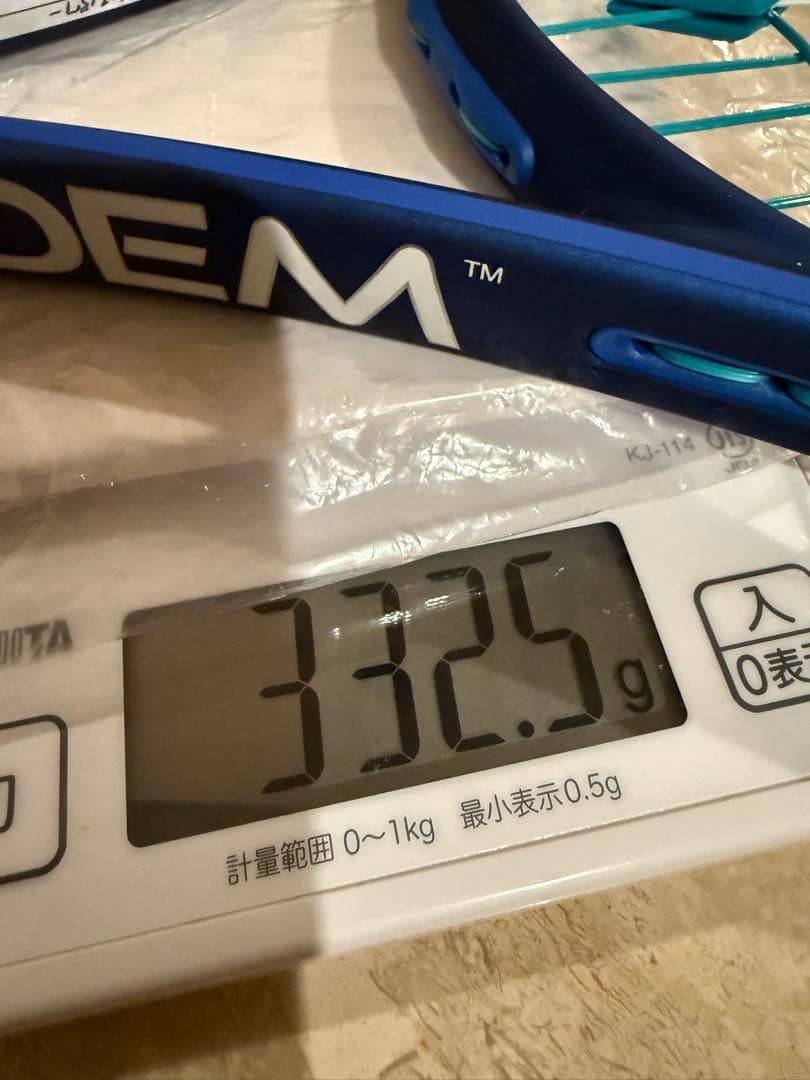 DEM™
KJ-114
332.5g
入
0表
計量範囲 0～1kg 最小表示0.5g